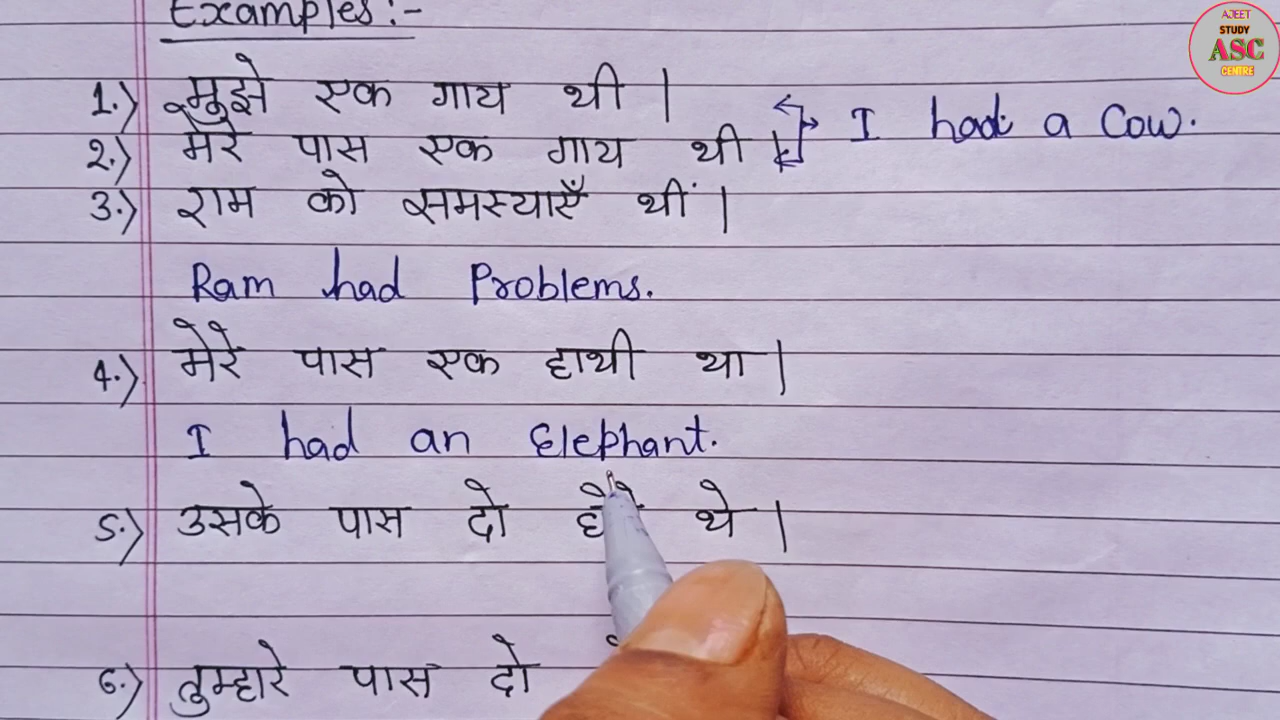 Examples:-
AJEET
STUDY
ASC
CENTRE
1.) मुझे एक गाय थी |
2.) मेरे पास एक गाय थी | I had a Cow.
3.) राम को समस्याएँ थीं |
Ram had Problems.
4.) मेरे पास एक हाथी था |
I had an Elephant.
5.) उसके पास दो थे |
6.) तुम्हारे पास दो